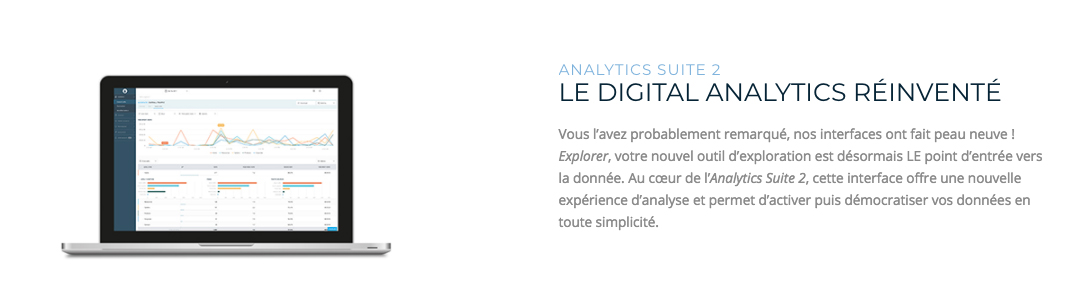 ANALYTICS SUITE 2
LE DIGITAL ANALYTICS RÉINVENTÉ
Vous l’avez probablement remarqué, nos interfaces ont fait peau neuve !
Explorer, votre nouvel outil d’exploration est désormais LE point d’entrée vers
la donnée. Au cœur de l’Analytics Suite 2, cette interface offre une nouvelle
expérience d’analyse et permet d’activer puis démocratiser vos données en
toute simplicité.